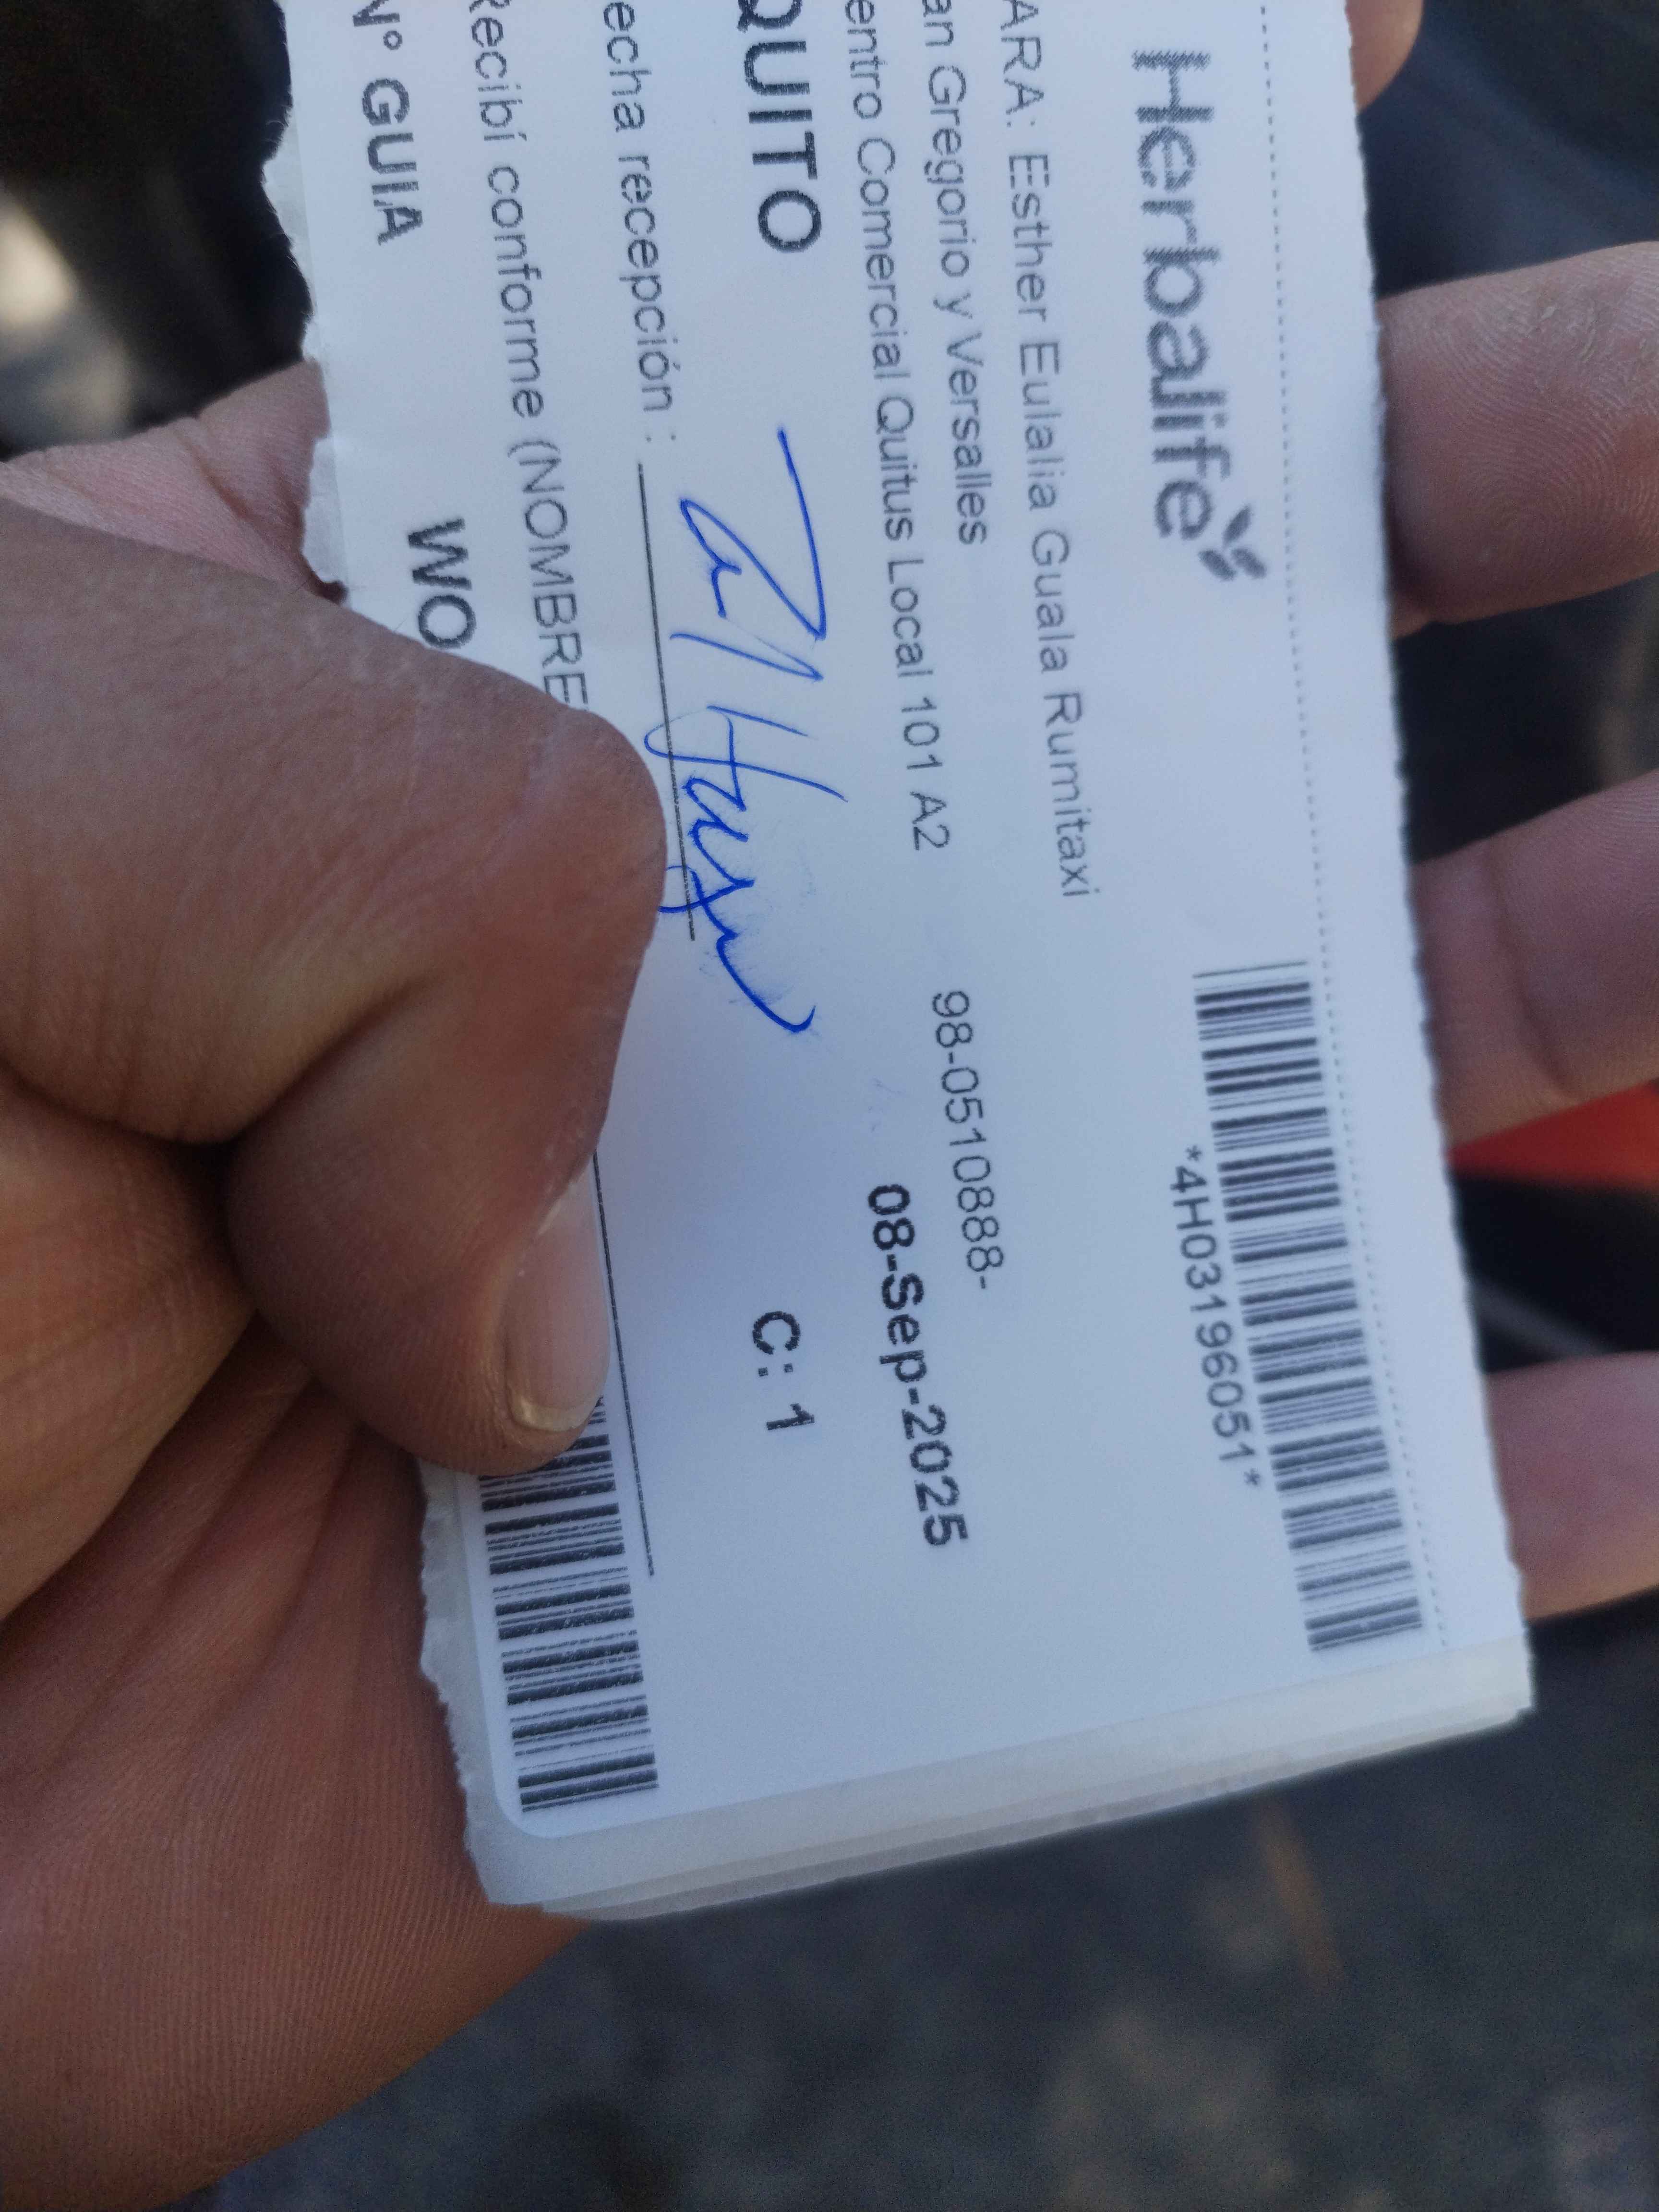 Herbalife
*4H03196051*
ARA: Esther Eulalia Guala Rumitaxi
an Gregorio y Versalles
98-0510888-
entro Comercial Quitus Local 101 A2
08-Sep-2025
QUITO
C: 1
echa recepción :
Recibí conforme (NOMBRE
N° GUIA
WO